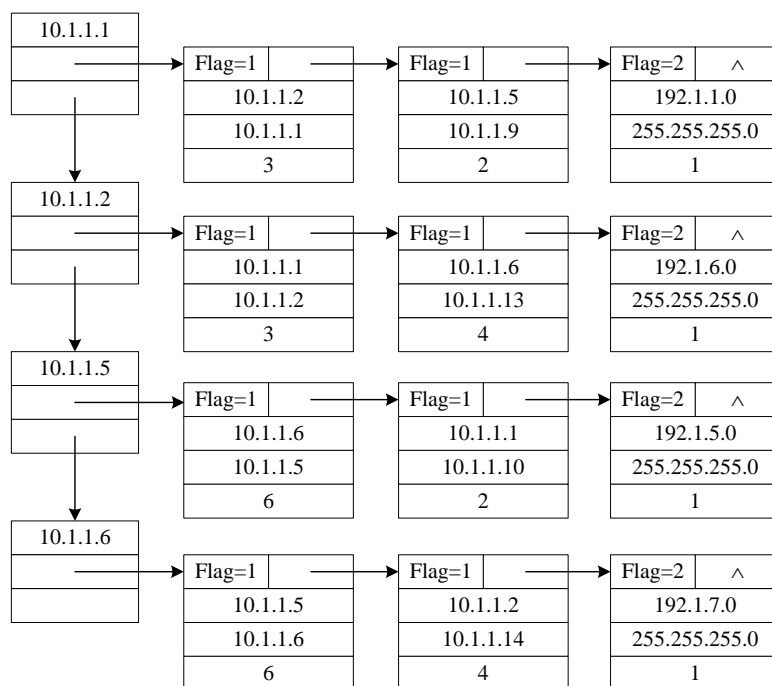 10.1.1.1
Flag=1 Flag=1 Flag=2 ∧
10.1.1.2 10.1.1.5 192.1.1.0
10.1.1.1 10.1.1.9 255.255.255.0
3 2 1
10.1.1.2
Flag=1 Flag=1 Flag=2 ∧
10.1.1.1 10.1.1.6 192.1.6.0
10.1.1.2 10.1.1.13 255.255.255.0
3 4 1
10.1.1.5
Flag=1 Flag=1 Flag=2 ∧
10.1.1.6 10.1.1.1 192.1.5.0
10.1.1.5 10.1.1.10 255.255.255.0
6 2 1
10.1.1.6
Flag=1 Flag=1 Flag=2 ∧
10.1.1.5 10.1.1.2 192.1.7.0
10.1.1.6 10.1.1.14 255.255.255.0
6 4 1